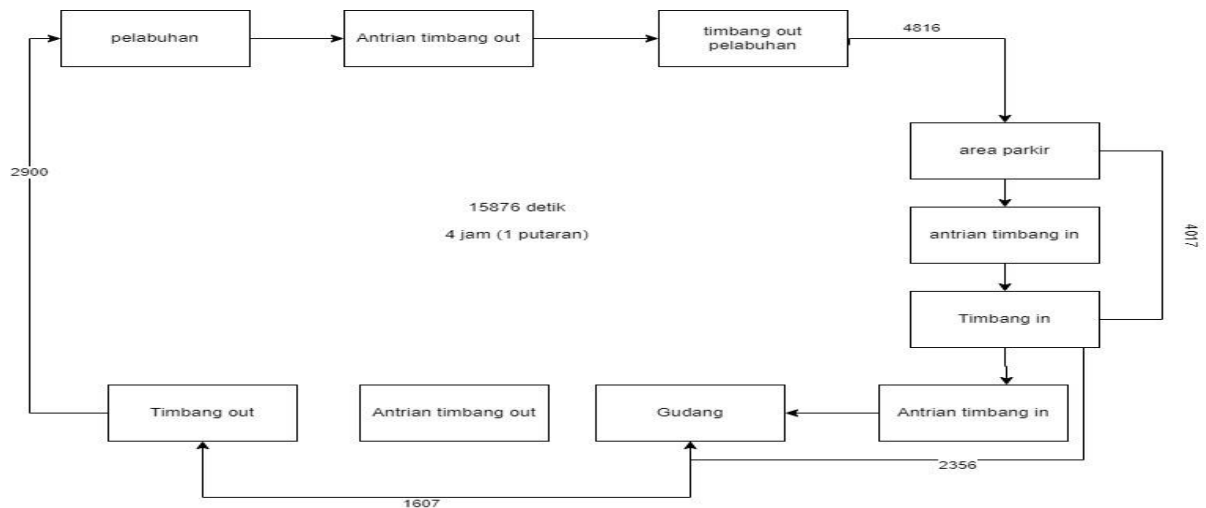 pelabuhan
Antrian timbang out
timbang out
pelabuhan
4816
area parkir
2900
4017
15876 detik
4 jam (1 putaran)
antrian timbang in
Timbang in
Timbang out
Antrian timbang out
Gudang
Antrian timbang in
2356
1607